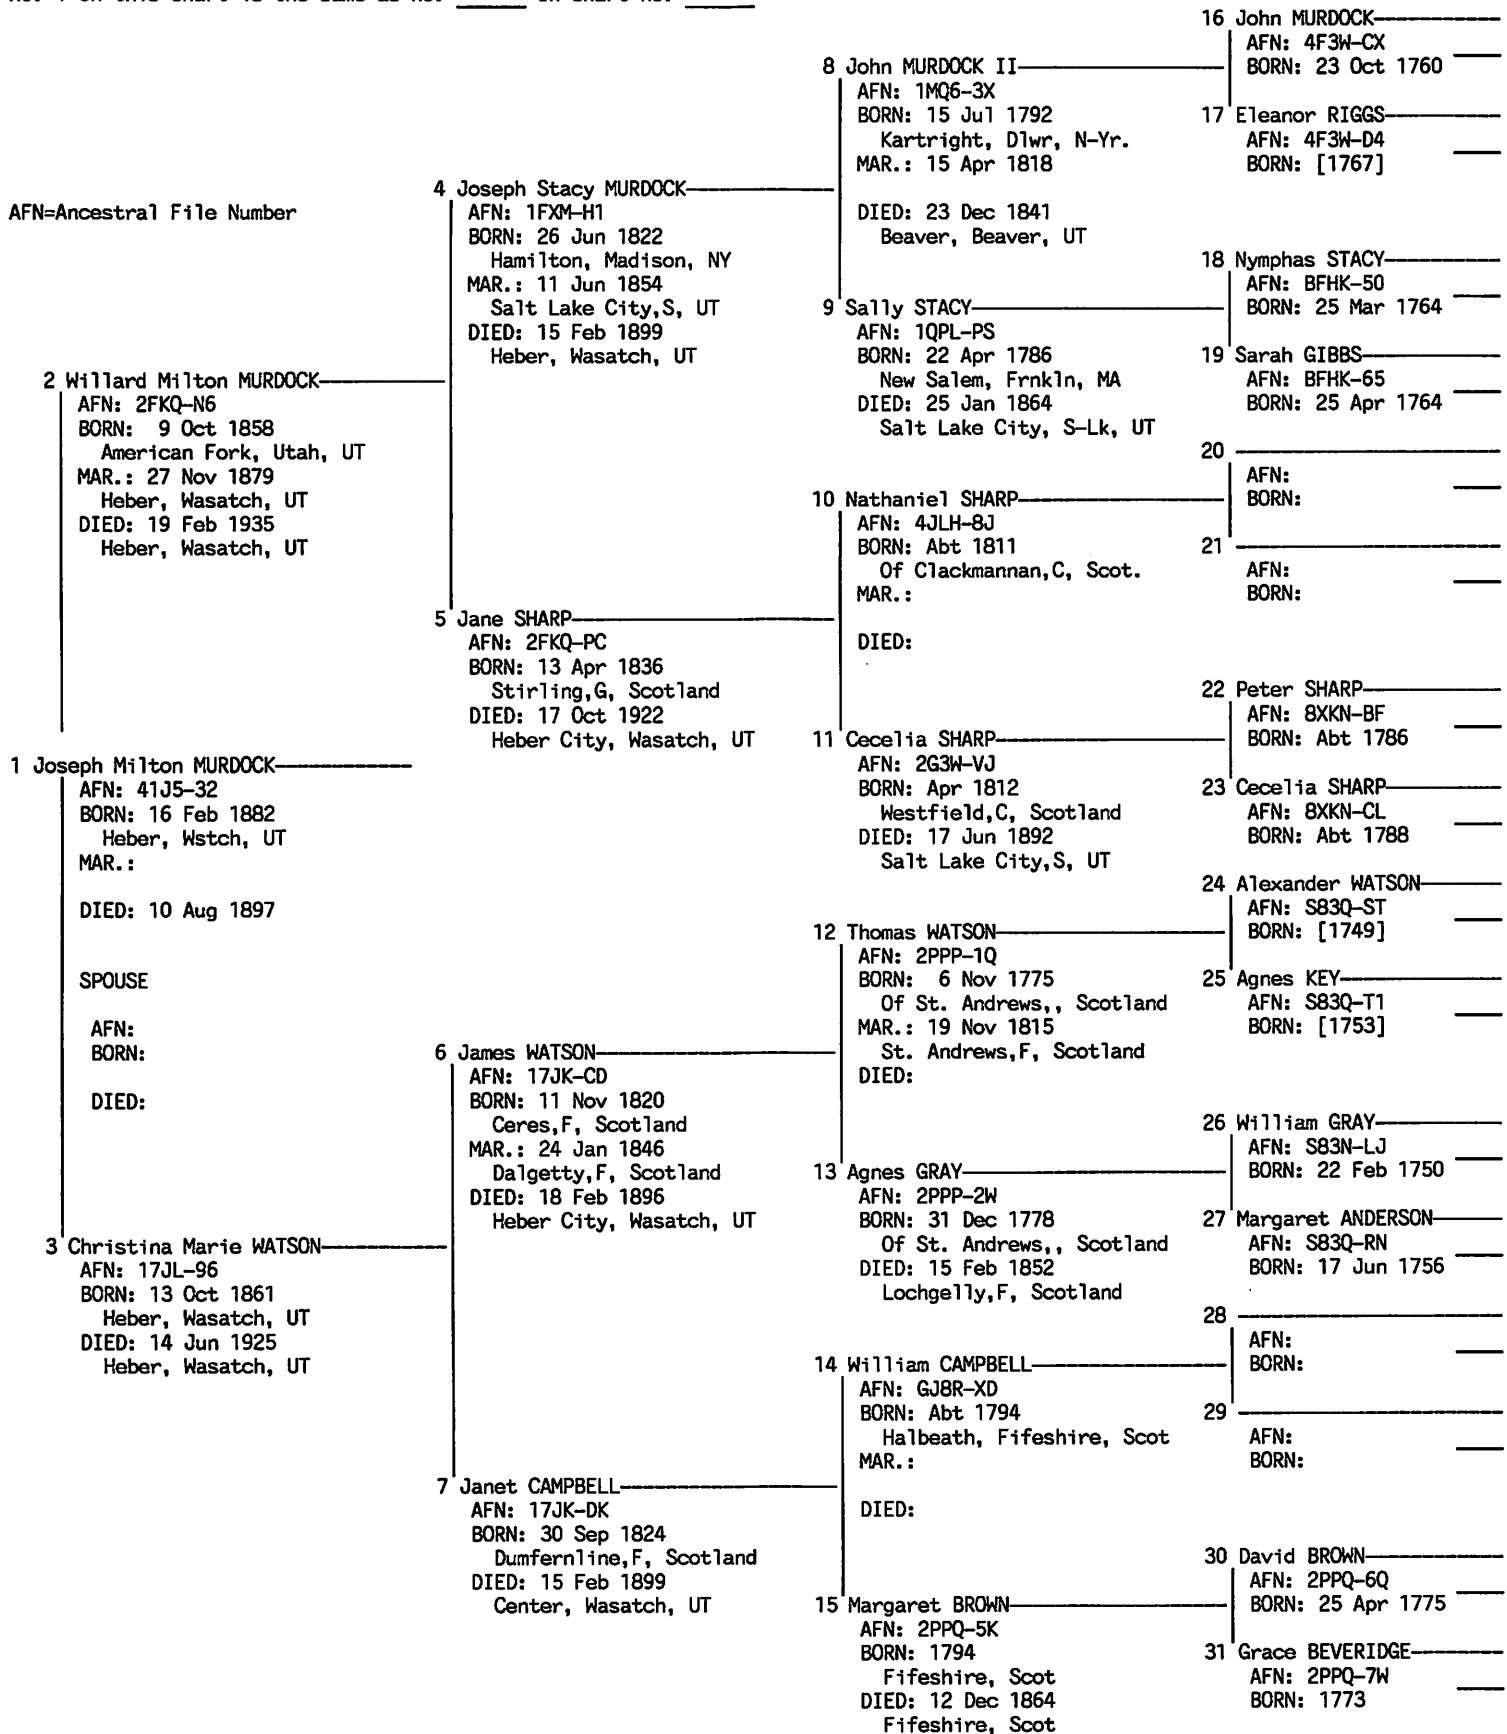 16 John MURDOCK
AFN: 4F3W-CX
BORN: 23 Oct 1760
8 John MURDOCK II
AFN: 1MQ6-3X
BORN: 15 Jul 1792
Kartright, Dlwr, N-Yr.
MAR.: 15 Apr 1818
DIED: 23 Dec 1841
Beaver, Beaver, UT
17 Eleanor RIGGS
AFN: 4F3W-D4
BORN: [1767]
4 Joseph Stacy MURDOCK
AFN: 1FXM-H1
BORN: 26 Jun 1822
Hamilton, Madison, NY
MAR.: 11 Jun 1854
Salt Lake City,S, UT
DIED: 15 Feb 1899
Heber, Wasatch, UT
AFN=Ancestral File Number
18 Nymphas STACY
AFN: BFHK-50
BORN: 25 Mar 1764
9 Sally STACY
AFN: 1QPL-PS
BORN: 22 Apr 1786
New Salem, Frnkln, MA
DIED: 25 Jan 1864
Salt Lake City, S-Lk, UT
19 Sarah GIBBS
AFN: BFHK-65
BORN: 25 Apr 1764
2 Willard Milton MURDOCK
AFN: 2FKQ-N6
BORN: 9 Oct 1858
American Fork, Utah, UT
MAR.: 27 Nov 1879
Heber, Wasatch, UT
DIED: 19 Feb 1935
Heber, Wasatch, UT
20
AFN:
BORN:
10 Nathaniel SHARP
AFN: 4JLH-8J
BORN: Abt 1811
Of Clackmannan,C, Scot.
MAR.:
DIED:
21
AFN:
BORN:
5 Jane SHARP
AFN: 2FKQ-PC
BORN: 13 Apr 1836
Stirling,G, Scotland
DIED: 17 Oct 1922
Heber City, Wasatch, UT
22 Peter SHARP
AFN: 8XKN-BF
BORN: Abt 1786
11 Cecelia SHARP
AFN: 2G3W-VJ
BORN: Apr 1812
Westfield,C, Scotland
DIED: 17 Jun 1892
Salt Lake City,S, UT
23 Cecelia SHARP
AFN: 8XKN-CL
BORN: Abt 1788
1 Joseph Milton MURDOCK
AFN: 41J5-32
BORN: 16 Feb 1882
Heber, Wstch, UT
MAR.:
DIED: 10 Aug 1897
SPOUSE
AFN:
BORN:
DIED:
24 Alexander WATSON
AFN: S83Q-ST
BORN: [1749]
12 Thomas WATSON
AFN: 2PPP-1Q
BORN: 6 Nov 1775
Of St. Andrews,, Scotland
MAR.: 19 Nov 1815
St. Andrews,F, Scotland
DIED:
25 Agnes KEY
AFN: S83Q-T1
BORN: [1753]
6 James WATSON
AFN: 17JK-CD
BORN: 11 Nov 1820
Ceres,F, Scotland
MAR.: 24 Jan 1846
Dalgetty,F, Scotland
DIED: 18 Feb 1896
Heber City, Wasatch, UT
26 William GRAY
AFN: S83N-LJ
BORN: 22 Feb 1750
13 Agnes GRAY
AFN: 2PPP-2W
BORN: 31 Dec 1778
Of St. Andrews,, Scotland
DIED: 15 Feb 1852
Lochgelly,F, Scotland
27 Margaret ANDERSON
AFN: S83Q-RN
BORN: 17 Jun 1756
3 Christina Marie WATSON
AFN: 17JL-96
BORN: 13 Oct 1861
Heber, Wasatch, UT
DIED: 14 Jun 1925
Heber, Wasatch, UT
28
AFN:
BORN:
14 William CAMPBELL
AFN: GJ8R-XD
BORN: Abt 1794
Halbeath, Fifeshire, Scot
MAR.:
DIED:
29
AFN:
BORN:
7 Janet CAMPBELL
AFN: 17JK-DK
BORN: 30 Sep 1824
Dumfernline,F, Scotland
DIED: 15 Feb 1899
Center, Wasatch, UT
30 David BROWN
AFN: 2PPQ-6Q
BORN: 25 Apr 1775
15 Margaret BROWN
AFN: 2PPQ-5K
BORN: 1794
Fifeshire, Scot
DIED: 12 Dec 1864
Fifeshire, Scot
31 Grace BEVERIDGE
AFN: 2PPQ-7W
BORN: 1773